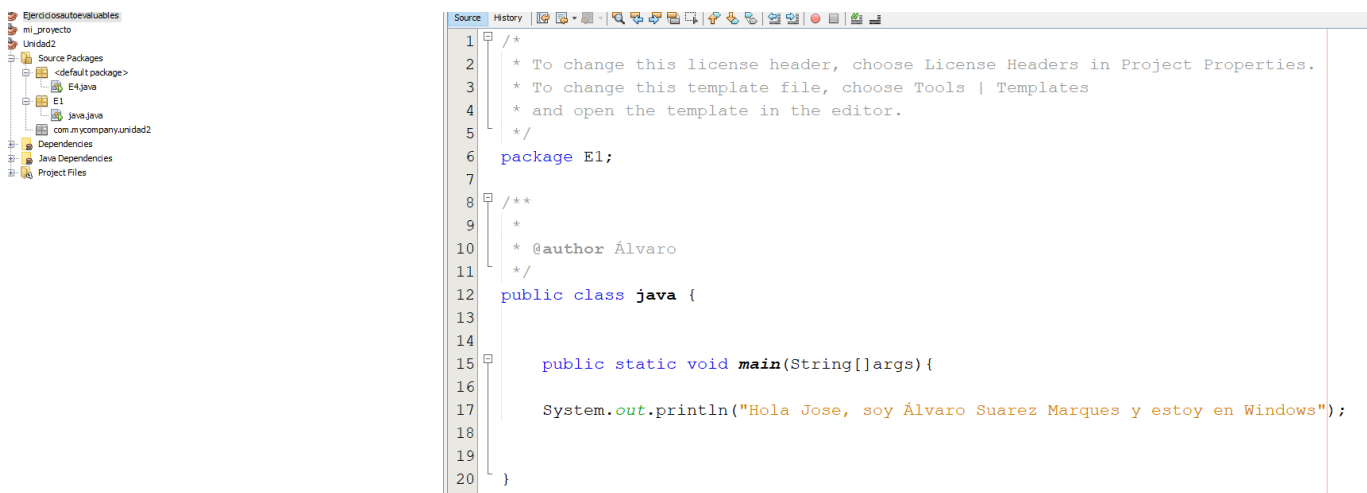 Ejerciciosautoevaluables
mi_proyecto
Unidad2
Source Packages
<default package>
E4.java
E1
java.java
com.mycompany.unidad2
Dependencies
Java Dependencies
Project Files
Source History
1 /*
2 * To change this license header, choose License Headers in Project Properties.
3 * To change this template file, choose Tools | Templates
4 * and open the template in the editor.
5 */
6 package E1;
7
8 /**
9 *
10 * @author Álvaro
11 */
12 public class java {
13
14
15 public static void main(String[]args){
16
17 System.out.println("Hola Jose, soy Álvaro Suarez Marques y estoy en Windows");
18
19
20 }